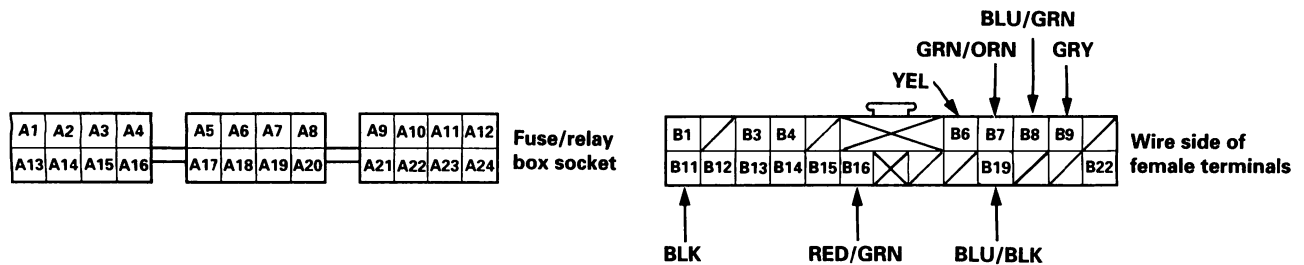 BLU/GRN
GRN/ORN GRY
YEL
A1 A2 A3 A4 A5 A6 A7 A8 A9 A10 A11 A12
A13 A14 A15 A16 A17 A18 A19 A20 A21 A22 A23 A24
Fuse/relay
box socket
B1 B3 B4 B6 B7 B8 B9
B11 B12 B13 B14 B15 B16 B19 B22
Wire side of
female terminals
BLK RED/GRN BLU/BLK